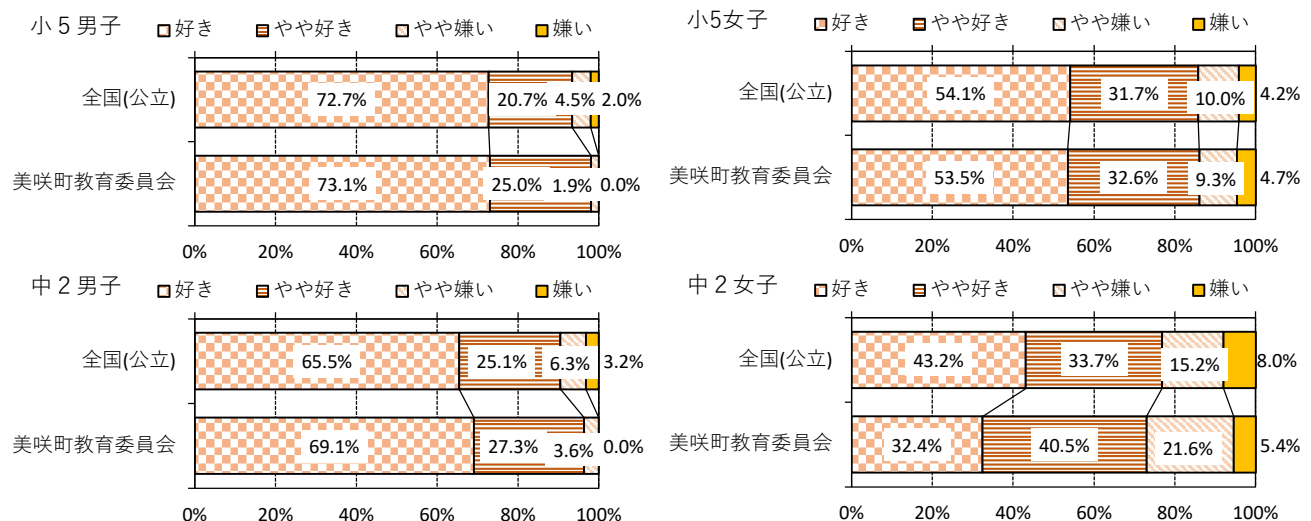 小５男子 好き やや好き やや嫌い 嫌い
全国(公立) 72.7% 20.7% 4.5% 2.0%
美咲町教育委員会 73.1% 25.0% 1.9% 0.0%
0% 20% 40% 60% 80% 100%
小5女子 好き やや好き やや嫌い 嫌い
全国(公立) 54.1% 31.7% 10.0% 4.2%
美咲町教育委員会 53.5% 32.6% 9.3% 4.7%
0% 20% 40% 60% 80% 100%
中２男子 好き やや好き やや嫌い 嫌い
全国(公立) 65.5% 25.1% 6.3% 3.2%
美咲町教育委員会 69.1% 27.3% 3.6% 0.0%
0% 20% 40% 60% 80% 100%
中２女子 好き やや好き やや嫌い 嫌い
全国(公立) 43.2% 33.7% 15.2% 8.0%
美咲町教育委員会 32.4% 40.5% 21.6% 5.4%
0% 20% 40% 60% 80% 100%